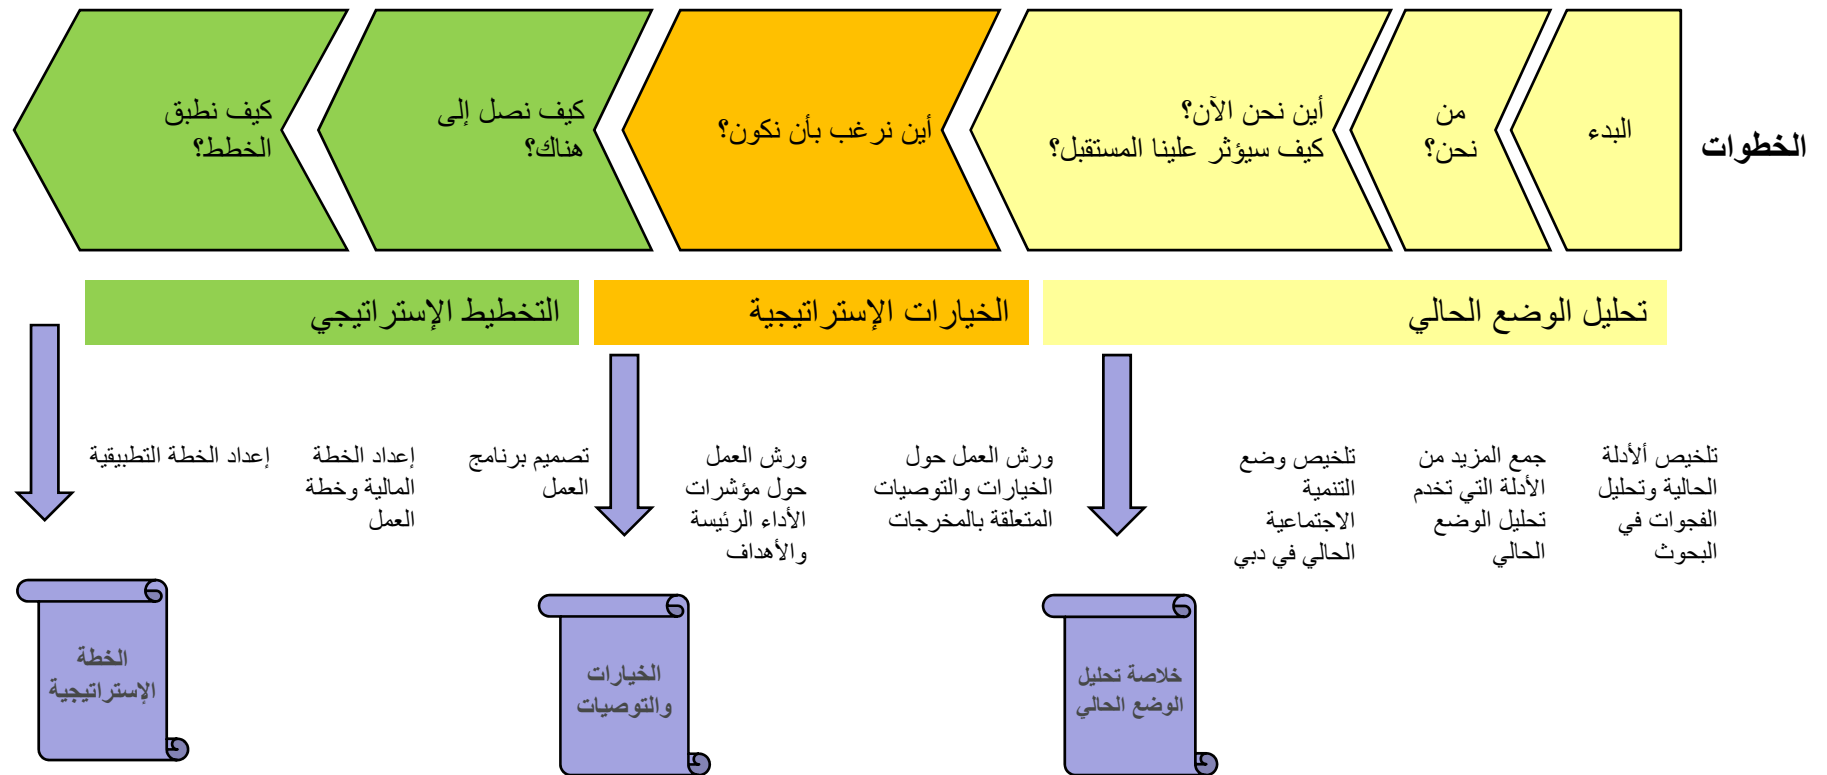 الخطوات
البدء
من
نحن؟
أين نحن الآن؟
كيف سيؤثر علينا المستقبل؟
أين نرغب بأن نكون؟
كيف نصل إلى
هناك؟
كيف نطبق
الخطط؟
تحليل الوضع الحالي
الخيارات الإستراتيجية
التخطيط الإستراتيجي
تلخيص ألأدلة
الحالية وتحليل
الفجوات في
البحوث
جمع المزيد من
الأدلة التي تخدم
تحليل الوضع
الحالي
تلخيص وضع
التنمية
الاجتماعية
الحالي في دبي
ورش العمل حول
الخيارات والتوصيات
المتعلقة بالمخرجات
ورش العمل
حول مؤشرات
الأداء الرئيسة
والأهداف
تصميم برنامج
العمل
إعداد الخطة
المالية وخطة
العمل
إعداد الخطة التطبيقية
خلاصة تحليل
الوضع الحالي
الخيارات
والتوصيات
الخطة
الإستراتيجية